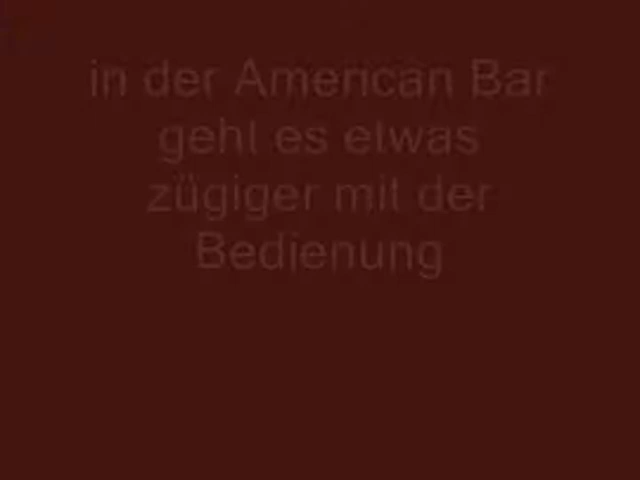 in der American Bar
geht es etwas
zügiger mit der
Bedienung